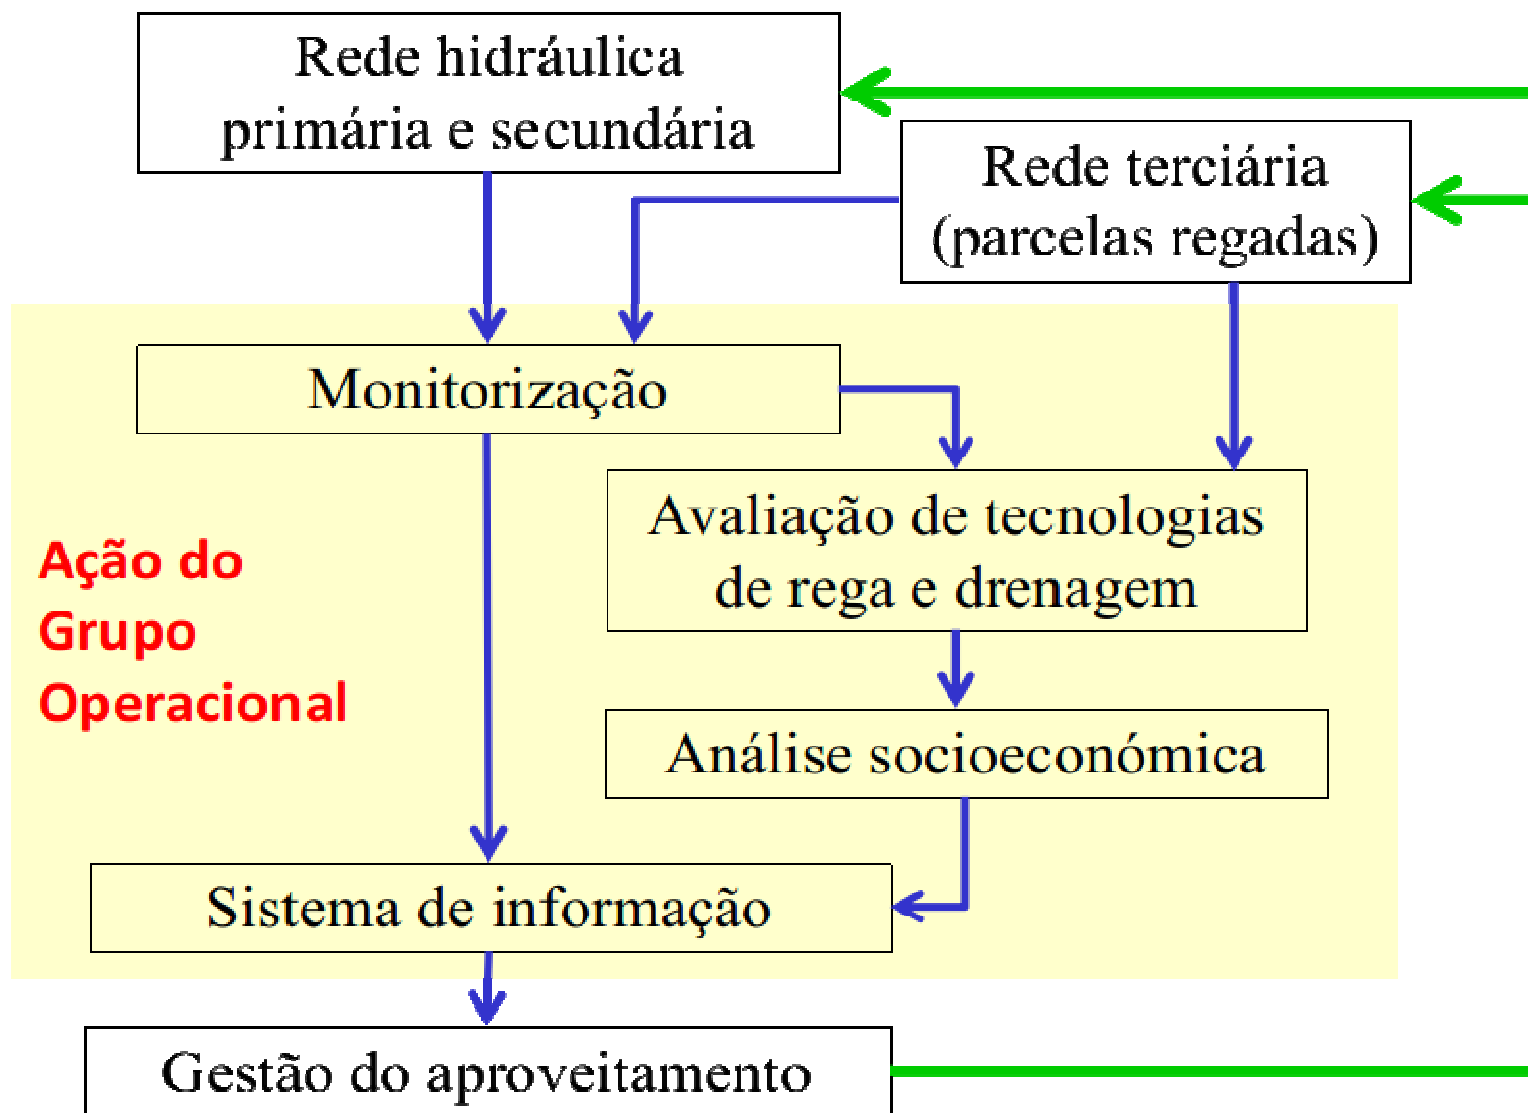 Rede hidráulica
primária e secundária
Rede terciária
(parcelas regadas)
Monitorização
Avaliação de tecnologias
de rega e drenagem
Ação do
Grupo
Operacional
Análise socioeconómica
Sistema de informação
Gestão do aproveitamento